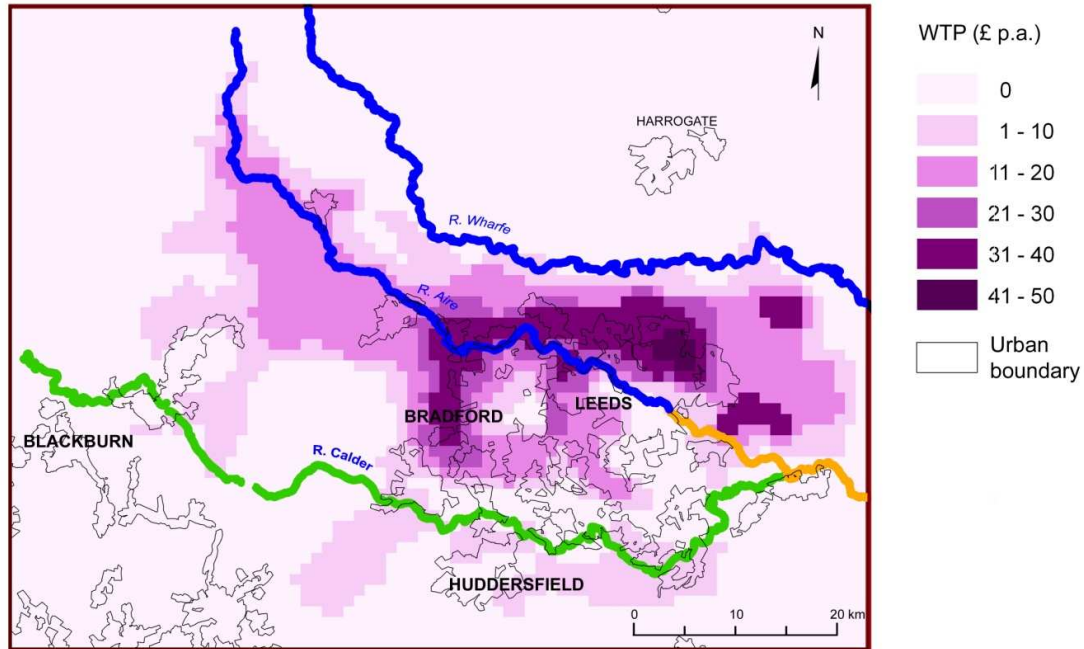 WTP (£ p.a.)
0
1 - 10
11 - 20
21 - 30
31 - 40
41 - 50
Urban
boundary
N
HARROGATE
R. Wharfe
R. Aire
BRADFORD
LEEDS
BLACKBURN
R. Calder
HUDDERSFIELD
0 10 20 km